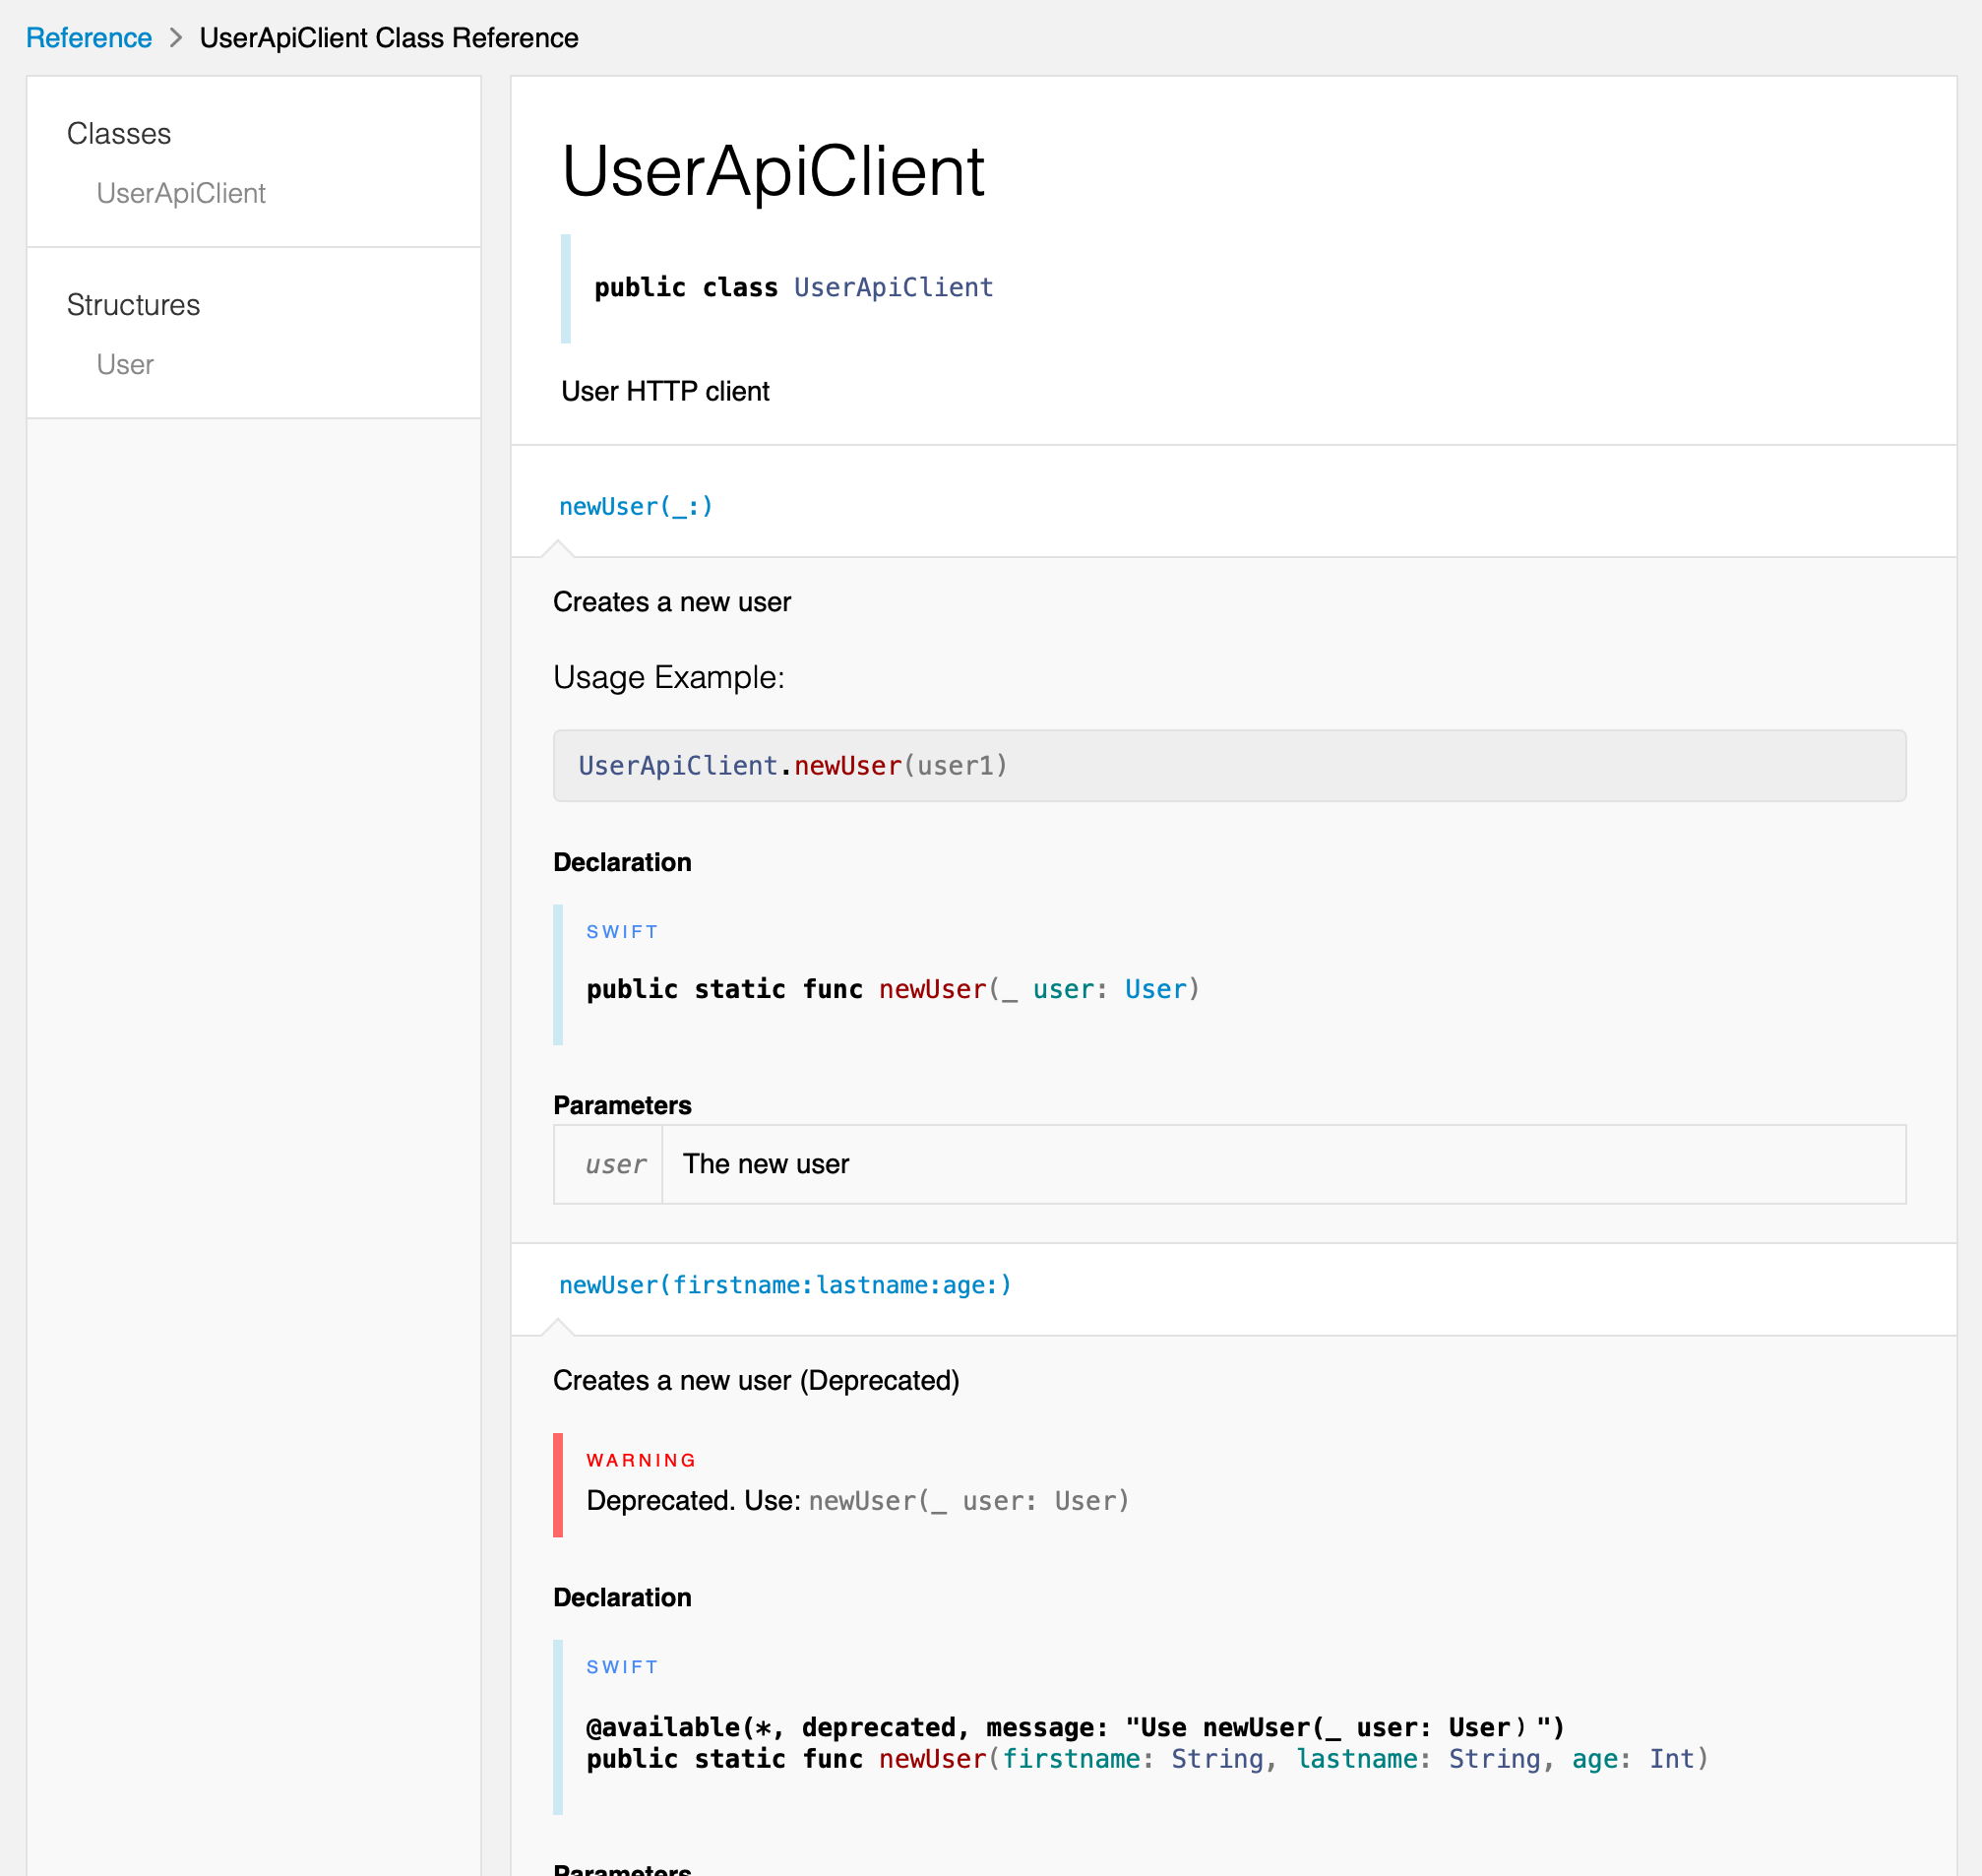 Reference > UserApiClient Class Reference
Classes
UserApiClient
Structures
User
UserApiClient
public class UserApiClient
User HTTP client
newUser(_:)
Creates a new user
Usage Example:
UserApiClient.newUser(user1)
Declaration
SWIFT
public static func newUser(_ user: User)
Parameters
user The new user
newUser(firstname:lastname:age:)
Creates a new user (Deprecated)
WARNING
Deprecated. Use: newUser(_ user: User)
Declaration
SWIFT
@available(*, deprecated, message: "Use newUser(_ user: User）")
public static func newUser(firstname: String, lastname: String, age: Int)
Parameters